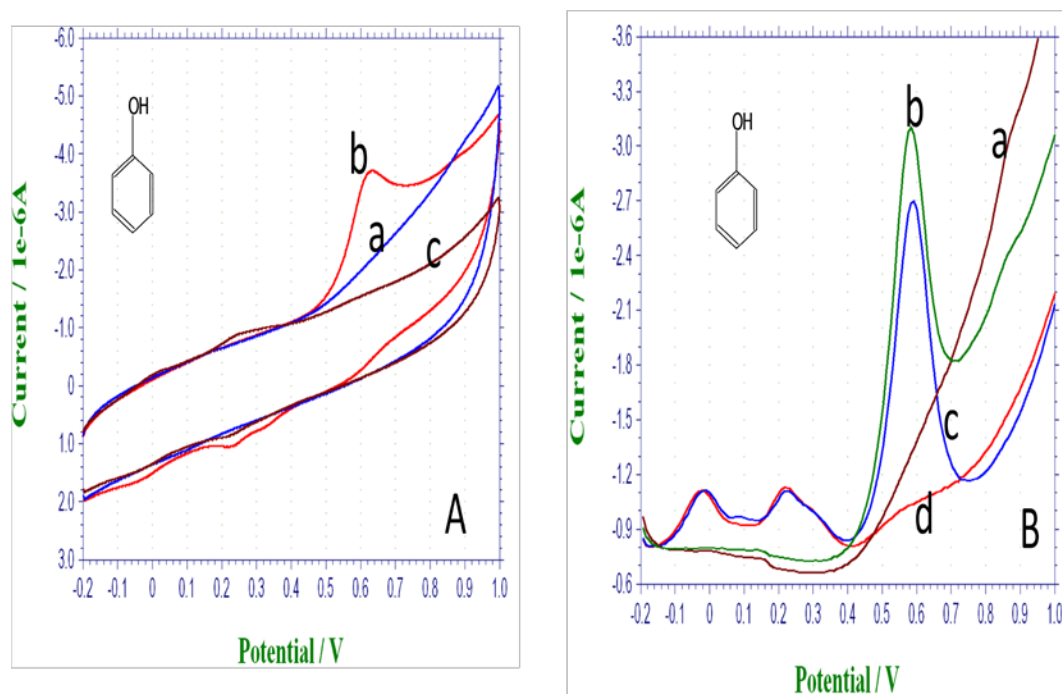 -6.0
-5.0
-4.0
-3.0
-2.0
-1.0
0
1.0
2.0
3.0
Current / 1e-6A
OH
b
a
c
A
-0.2 -0.1 0 0.1 0.2 0.3 0.4 0.5 0.6 0.7 0.8 0.9 1.0
Potential / V
-3.6
-3.3
-3.0
-2.7
-2.4
-2.1
-1.8
-1.5
-1.2
-0.9
-0.6
Current / 1e-6A
OH
b
a
c
d
B
-0.2 -0.1 0 0.1 0.2 0.3 0.4 0.5 0.6 0.7 0.8 0.9 1.0
Potential / V